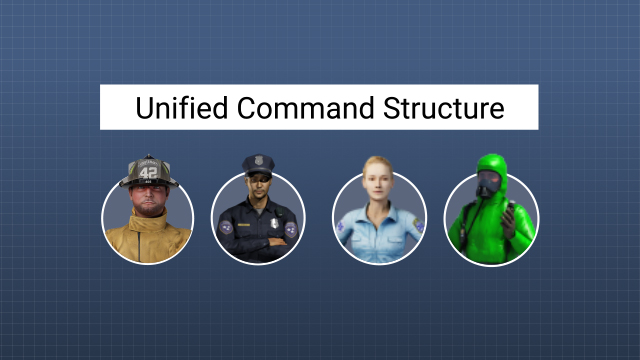 Unified Command Structure
42